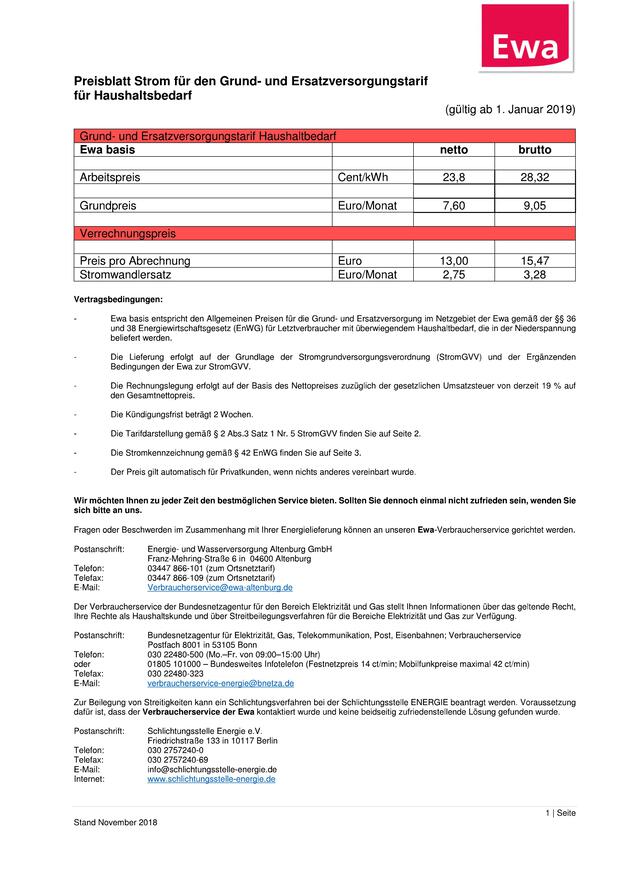 Ewa
Preisblatt Strom für den Grund- und Ersatzversorgungstarif
für Haushaltsbedarf
(gültig ab 1. Januar 2019)
Grund- und Ersatzversorgungstarif Haushaltbedarf
Ewa basis netto brutto
Arbeitspreis Cent/kWh 23,8 28,32
Grundpreis Euro/Monat 7,60 9,05
Verrechnungspreis
Preis pro Abrechnung Euro 13,00 15,47
Stromwandlersatz Euro/Monat 2,75 3,28
Vertragsbedingungen:
- Ewa basis entspricht den Allgemeinen Preisen für die Grund- und Ersatzversorgung im Netzgebiet der Ewa gemäß der §§ 36
und 38 Energiewirtschaftsgesetz (EnWG) für Letztverbraucher mit überwiegendem Haushaltbedarf, die in der Niederspannung
beliefert werden.
- Die Lieferung erfolgt auf der Grundlage der Stromgrundversorgungsverordnung (StromGVV) und der Ergänzenden
Bedingungen der Ewa zur StromGVV.
- Die Rechnungslegung erfolgt auf der Basis des Nettopreises zuzüglich der gesetzlichen Umsatzsteuer von derzeit 19 % auf
den Gesamtnettopreis.
- Die Kündigungsfrist beträgt 2 Wochen.
- Die Tarifdarstellung gemäß § 2 Abs.3 Satz 1 Nr. 5 StromGVV finden Sie auf Seite 2.
- Die Stromkennzeichnung gemäß § 42 EnWG finden Sie auf Seite 3.
- Der Preis gilt automatisch für Privatkunden, wenn nichts anderes vereinbart wurde.
Wir möchten Ihnen zu jeder Zeit den bestmöglichen Service bieten. Sollten Sie dennoch einmal nicht zufrieden sein, wenden Sie
sich bitte an uns.
Fragen oder Beschwerden im Zusammenhang mit Ihrer Energielieferung können an unseren Ewa-Verbraucherservice gerichtet werden.
Postanschrift: Energie- und Wasserversorgung Altenburg GmbH
Franz-Mehring-Straße 6 in 04600 Altenburg
Telefon: 03447 866-101 (zum Ortsnetztarif)
Telefax: 03447 866-109 (zum Ortsnetztarif)
E-Mail: Verbraucherservice@ewa-altenburg.de
Der Verbraucherservice der Bundesnetzagentur für den Bereich Elektrizität und Gas stellt Ihnen Informationen über das geltende Recht,
Ihre Rechte als Haushaltskunde und über Streitbeilegungsverfahren für die Bereiche Elektrizität und Gas zur Verfügung.
Postanschrift: Bundesnetzagentur für Elektrizität, Gas, Telekommunikation, Post, Eisenbahnen; Verbraucherservice
Postfach 8001 in 53105 Bonn
Telefon: 030 22480-500 (Mo.–Fr. von 09:00–15:00 Uhr)
oder 01805 101000 – Bundesweites Infotelefon (Festnetzpreis 14 ct/min; Mobilfunkpreise maximal 42 ct/min)
Telefax: 030 22480-323
E-Mail: verbraucherservice-energie@bnetza.de
Zur Beilegung von Streitigkeiten kann ein Schlichtungsverfahren bei der Schlichtungsstelle ENERGIE beantragt werden. Voraussetzung
dafür ist, dass der Verbraucherservice der Ewa kontaktiert wurde und keine beidseitig zufriedenstellende Lösung gefunden wurde.
Postanschrift: Schlichtungsstelle Energie e.V.
Friedrichstraße 133 in 10117 Berlin
Telefon: 030 2757240-0
Telefax: 030 2757240-69
E-Mail: info@schlichtungsstelle-energie.de
Internet: www.schlichtungsstelle-energie.de
1 | Seite
Stand November 2018